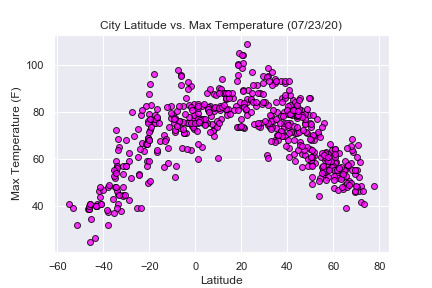 City Latitude vs. Max Temperature (07/23/20)
Max Temperature (F)
100
80
60
40
−60 −40 −20 0 20 40 60 80
Latitude